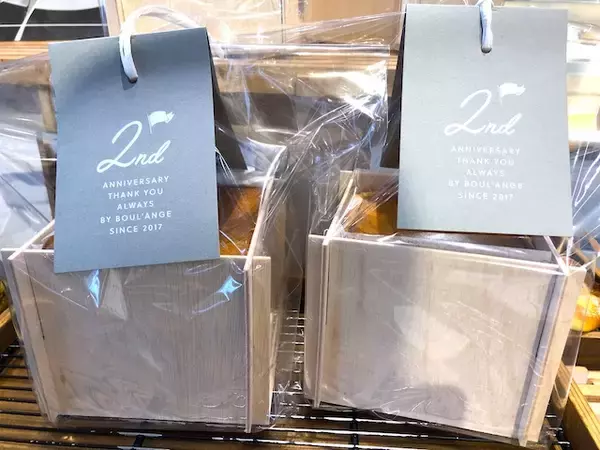 2nd
ANNIVERSARY
THANK YOU
ALWAYS
BY BOUL'ANGE
SINCE 2017
2nd
ANNIVERSARY
THANK YOU
ALWAYS
BY BOUL'ANGE
SINCE 2017